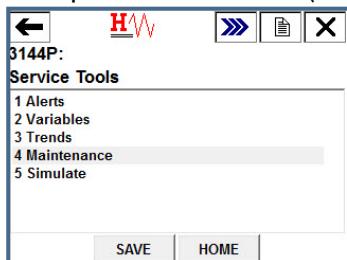 H
3144P:
Service Tools
1 Alerts
2 Variables
3 Trends
4 Maintenance
5 Simulate
SAVE HOME